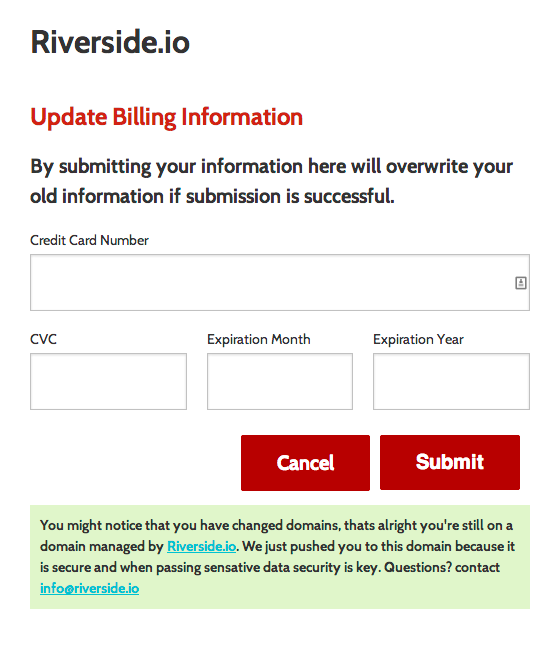 Riverside.io
Update Billing Information
By submitting your information here will overwrite your
old information if submission is successful.
Credit Card Number
CVC Expiration Month Expiration Year
Cancel Submit
You might notice that you have changed domains, thats alright you're still on a
domain managed by Riverside.io. We just pushed you to this domain because it
is secure and when passing sensative data security is key. Questions? contact
info@riverside.io